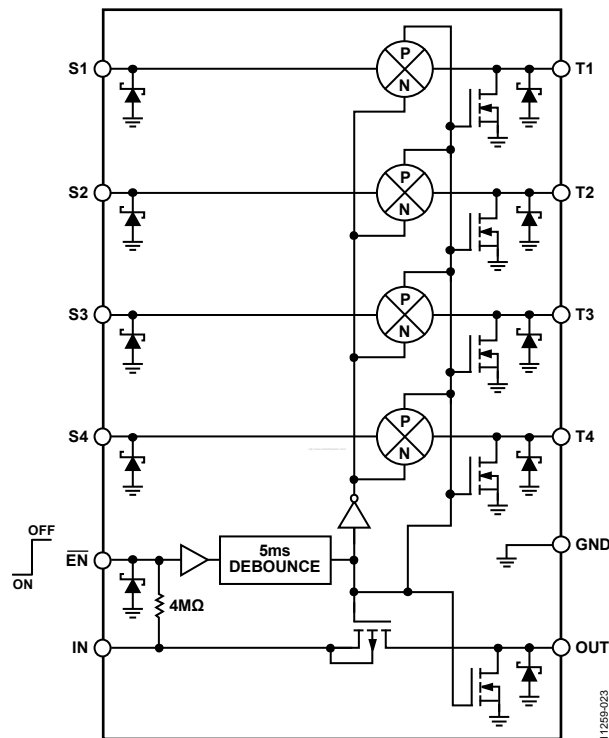 S1
P
N
T1
S2
P
N
T2
S3
P
N
T3
S4
P
N
T4
OFF
ON
EN
5ms
DEBOUNCE
GND
4MΩ
IN
OUT
11259-023